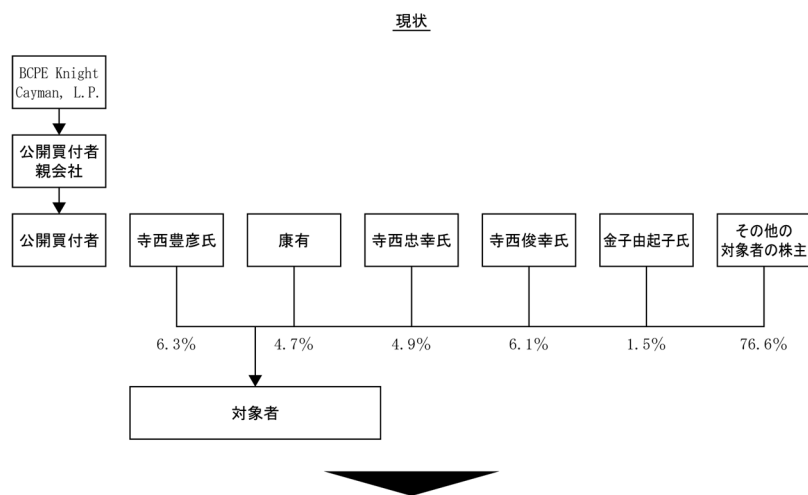 現状
BCPE Knight
Cayman, L.P.
公開買付者
親会社
公開買付者
寺西豊彦氏
康有
寺西忠幸氏
寺西俊幸氏
金子由起子氏
その他の
対象者の株主
6.3%
4.7%
4.9%
6.1%
1.5%
76.6%
対象者